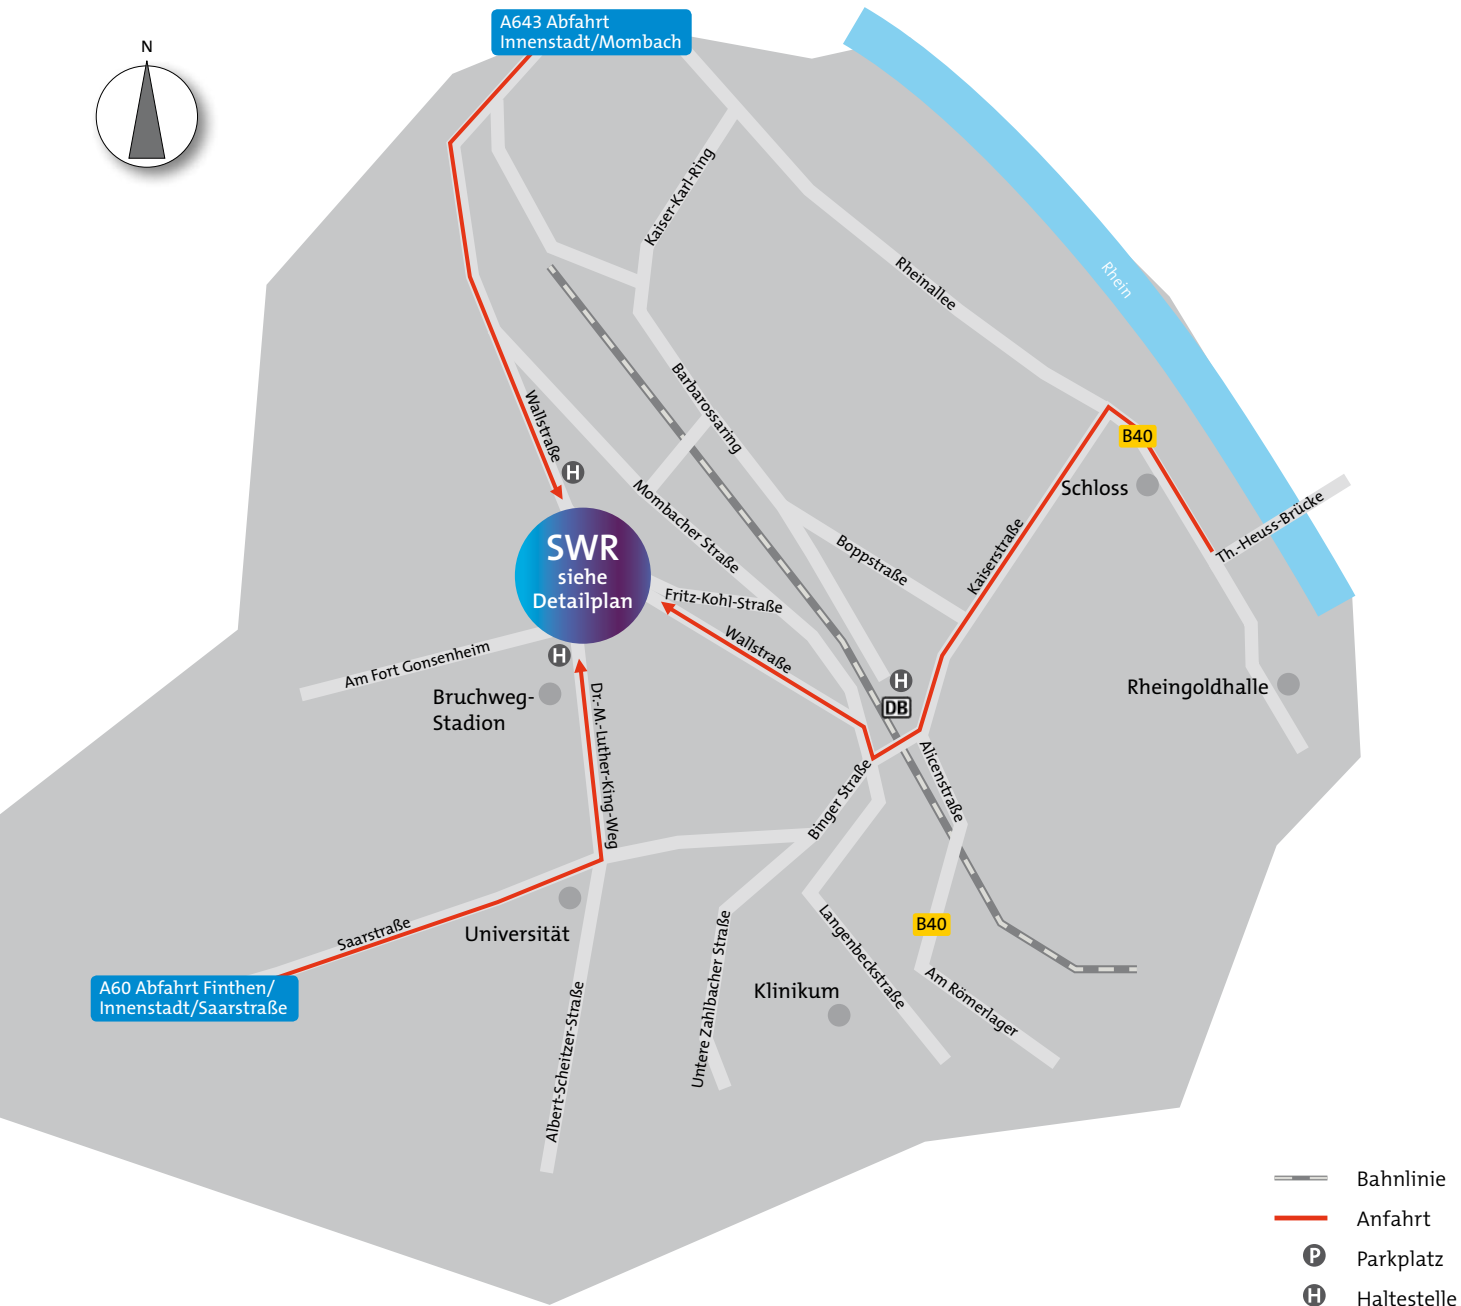 A643 Abfahrt
Innenstadt/Mombach
N
Kaiser-Karl-Ring
Rheinallee
Rhein
Barbarossaring
Wallstraße
H
B40
Schloss
Mombacher Straße
Th.-Heuss-Brücke
SWR
siehe
Detailplan
Boppstraße
Kaiserstraße
Fritz-Kohl-Straße
Wallstraße
Am Fort Gonsenheim
H
H
DB
Bruchweg-
Stadion
Rheingoldhalle
Dr.-M.-Luther-King-Weg
Alicenstraße
Binger Straße
Saarstraße
Universität
B40
Langenbeckstraße
Untere Zahlbacher Straße
A60 Abfahrt Finthen/
Innenstadt/Saarstraße
Klinikum
Am Römerlager
Albert-Scheitzer-Straße
Bahnlinie
Anfahrt
P Parkplatz
H Haltestelle